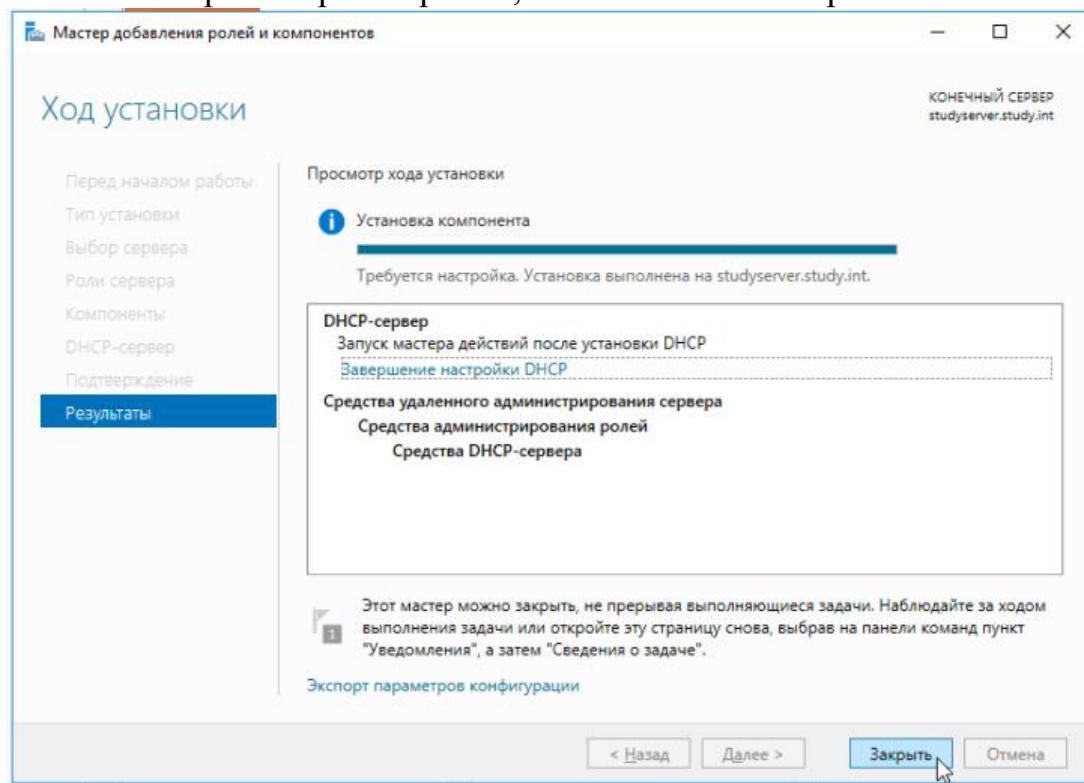 Мастер добавления ролей и компонентов
Ход установки
КОНЕЧНЫЙ СЕРВЕР
studyserver.study.int
Перед началом работы
Тип установки
Выбор сервера
Роли сервера
Компоненты
DHCP-сервер
Подтверждение
Результаты
Просмотр хода установки
Установка компонента
Требуется настройка. Установка выполнена на studyserver.study.int.
DHCP-сервер
Запуск мастера действий после установки DHCP
Завершение настройки DHCP
Средства удаленного администрирования сервера
Средства администрирования ролей
Средства DHCP-сервера
1
Этот мастер можно закрыть, не прерывая выполняющиеся задачи. Наблюдайте за ходом
выполнения задачи или откройте эту страницу снова, выбрав на панели команд пункт
"Уведомления", а затем "Сведения о задаче".
Экспорт параметров конфигурации
< Назад
Далее >
Закрыть
Отмена